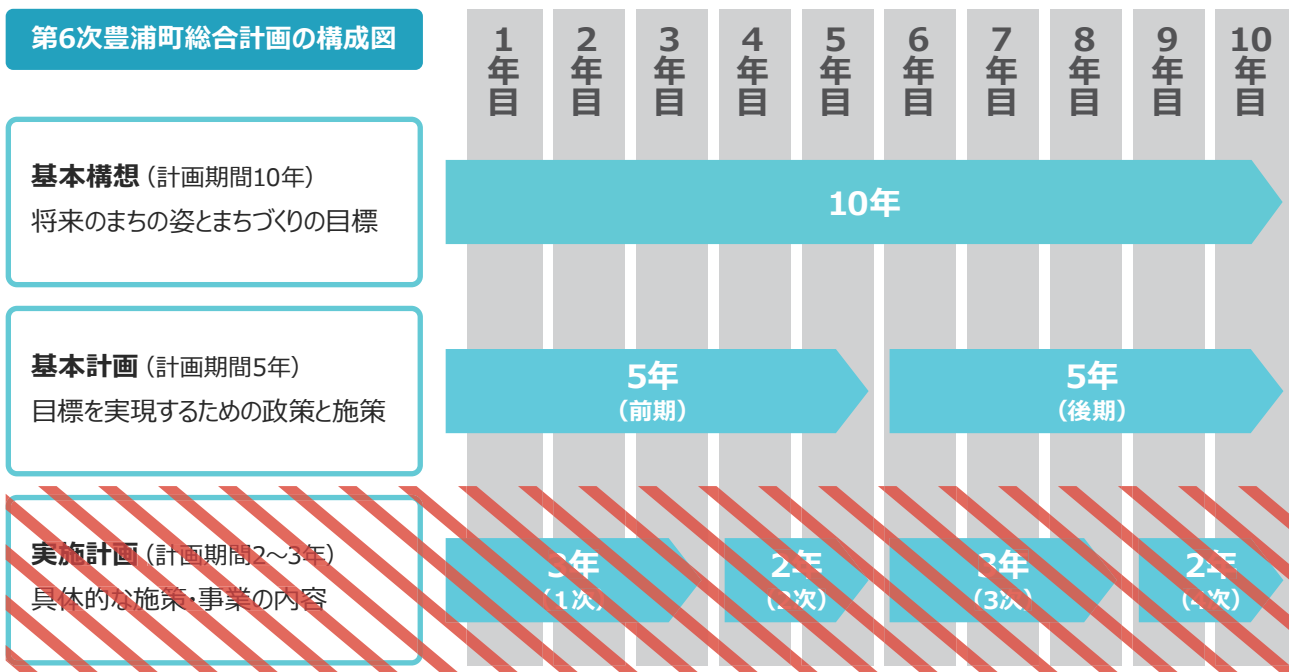 第6次豊浦町総合計画の構成図
1年目
2年目
3年目
4年目
5年目
6年目
7年目
8年目
9年目
10年目
基本構想（計画期間10年）
将来のまちの姿とまちづくりの目標
10年
基本計画（計画期間5年）
目標を実現するための政策と施策
5年
（前期）
5年
（後期）
実施計画（計画期間2～3年）
具体的な施策・事業の内容
3年
（1次）
2年
（2次）
3年
（3次）
2年
（4次）